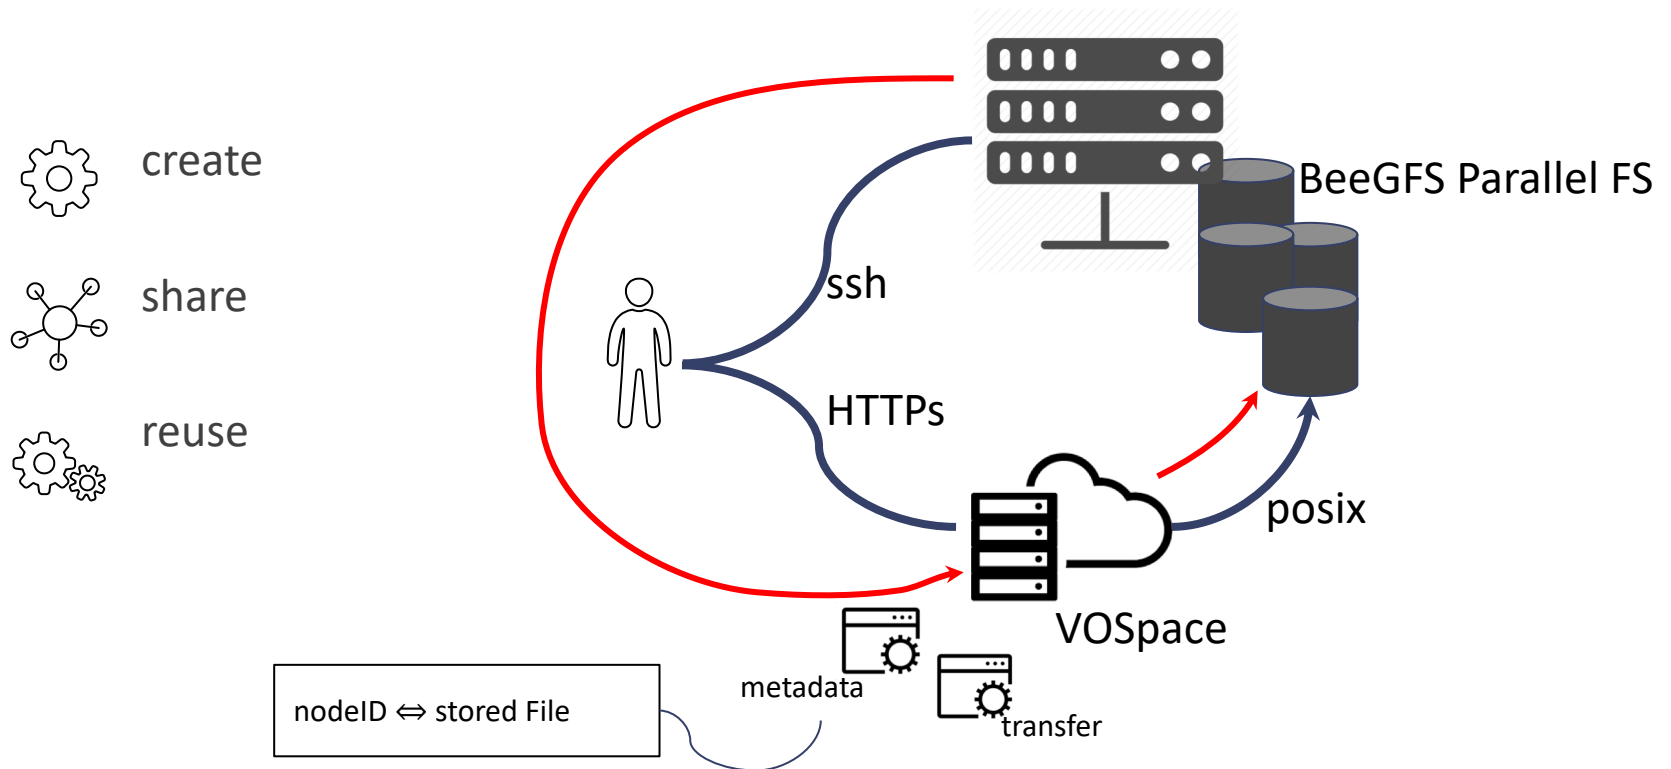 create
share
reuse
BeeGFS Parallel FS
ssh
HTTPs
posix
VOSpace
metadata
transfer
nodeID ⇔ stored File